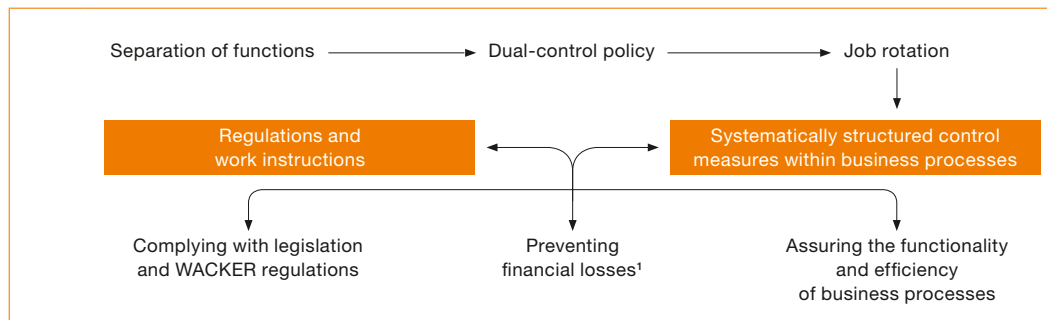 Separation of functions
Dual-control policy
Job rotation
Regulations and
work instructions
Systematically structured control
measures within business processes
Complying with legislation
and WACKER regulations
Preventing
financial losses¹
Assuring the functionality
and efficiency
of business processes